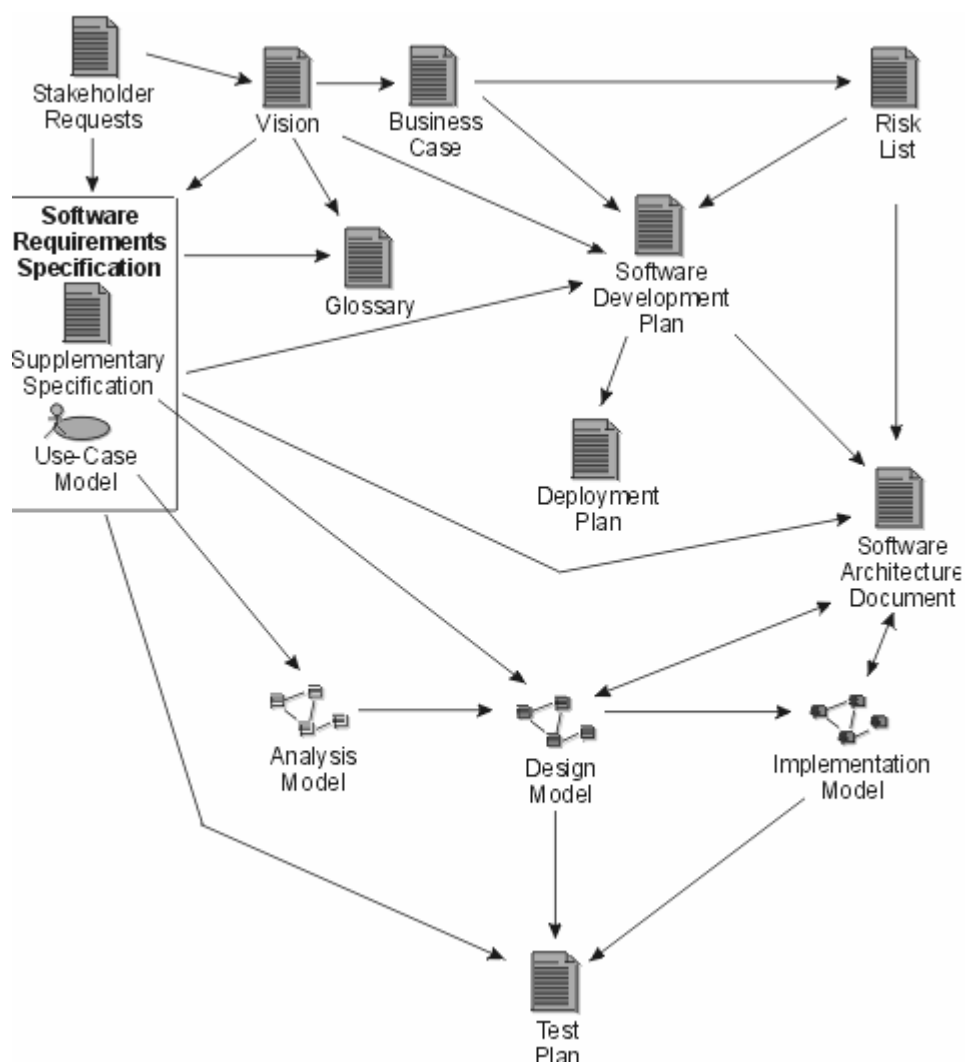 Stakeholder
Requests
Vision
Business
Case
Risk
List
Software
Requirements
Specification
Supplementary
Specification
Use-Case
Model
Glossary
Software
Development
Plan
Deployment
Plan
Software
Architecture
Document
Analysis
Model
Design
Model
Implementation
Model
Test
Plan